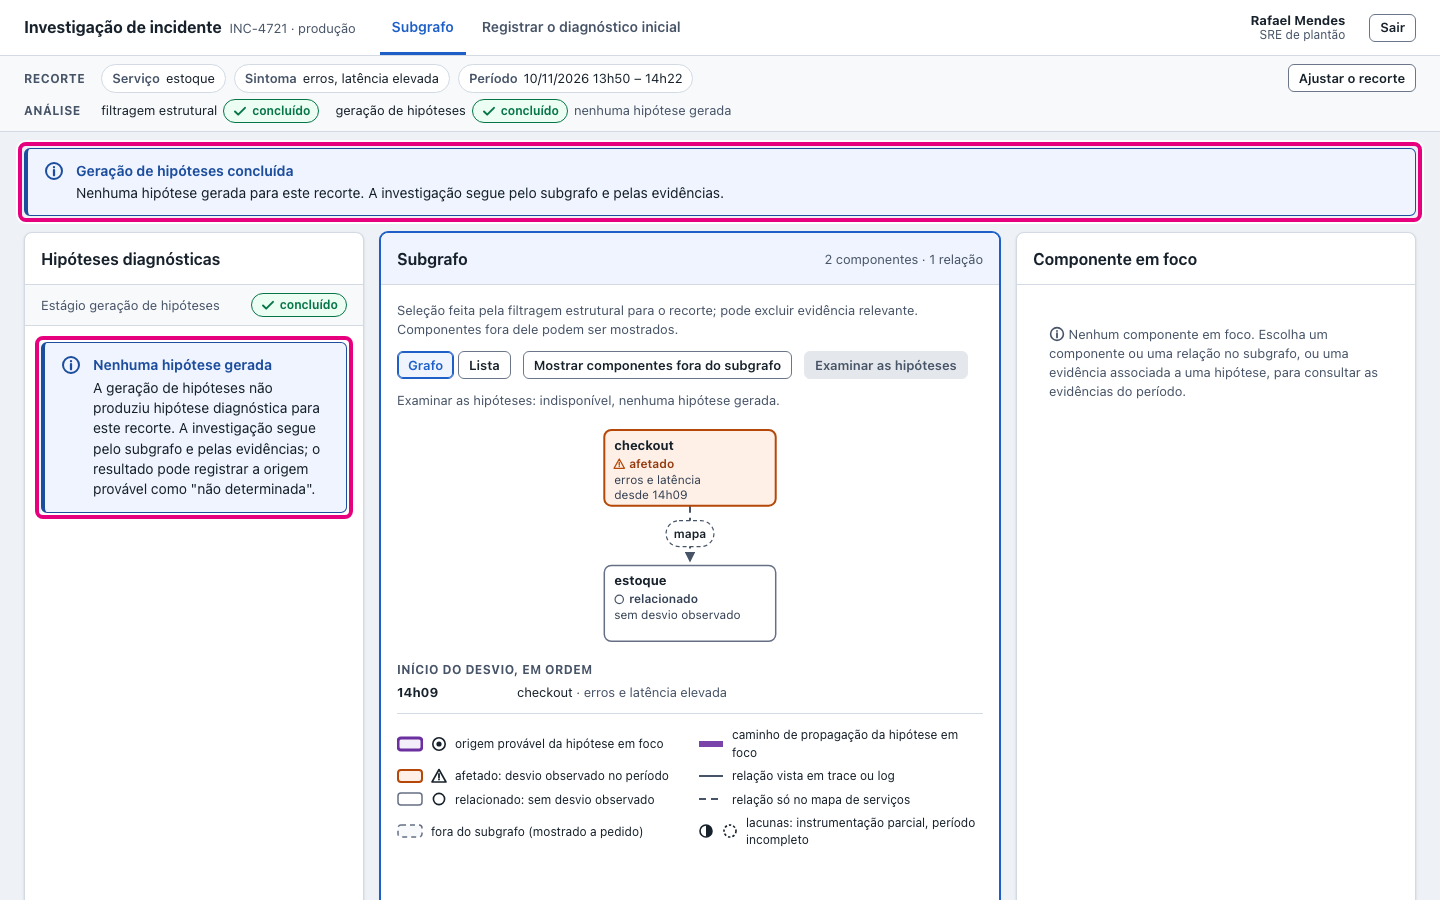 Investigação de incidente INC-4721 · produção
Subgrafo
Registrar o diagnóstico inicial
Rafael Mendes
SRE de plantão
Sair
RECORTE
Serviço estoque
Sintoma erros, latência elevada
Período 10/11/2026 13h50 – 14h22
Ajustar o recorte
ANÁLISE
filtragem estrutural concluído
geração de hipóteses concluído nenhuma hipótese gerada
Geração de hipóteses concluída
Nenhuma hipótese gerada para este recorte. A investigação segue pelo subgrafo e pelas evidências.
Hipóteses diagnósticas
Estágio geração de hipóteses concluído
Nenhuma hipótese gerada
A geração de hipóteses não
produziu hipótese diagnóstica para
este recorte. A investigação segue
pelo subgrafo e pelas evidências; o
resultado pode registrar a origem
provável como "não determinada".
Subgrafo
2 componentes · 1 relação
Seleção feita pela filtragem estrutural para o recorte; pode excluir evidência relevante.
Componentes fora dele podem ser mostrados.
Grafo
Lista
Mostrar componentes fora do subgrafo
Examinar as hipóteses
Examinar as hipóteses: indisponível, nenhuma hipótese gerada.
checkout
afetado
erros e latência
desde 14h09
mapa
estoque
relacionado
sem desvio observado
INÍCIO DO DESVIO, EM ORDEM
14h09 checkout · erros e latência elevada
origem provável da hipótese em foco
caminho de propagação da hipótese em
foco
afetado: desvio observado no período
relação vista em trace ou log
relacionado: sem desvio observado
relação só no mapa de serviços
fora do subgrafo (mostrado a pedido)
lacunas: instrumentação parcial, período
incompleto
Componente em foco
Nenhum componente em foco. Escolha um
componente ou uma relação no subgrafo, ou uma
evidência associada a uma hipótese, para consultar as
evidências do período.